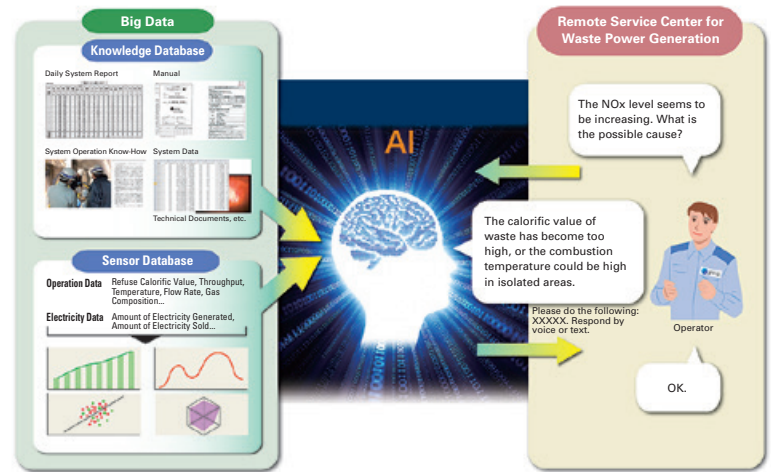 Big Data
Knowledge Database
Daily System Report
Manual
System Operation Know-How
System Data
Technical Documents, etc.
Sensor Database
Operation Data
Refuse Calorific Value, Throughput,
Temperature, Flow Rate, Gas
Composition...
Electricity Data
Amount of Electricity Generated,
Amount of Electricity Sold...
AI
Remote Service Center for
Waste Power Generation
The NOx level seems to
be increasing. What is
the possible cause?
The calorific value of
waste has become too
high, or the combustion
temperature could be high
in isolated areas.
Please do the following:
XXXXX. Respond by
voice or text.
Operator
OK.